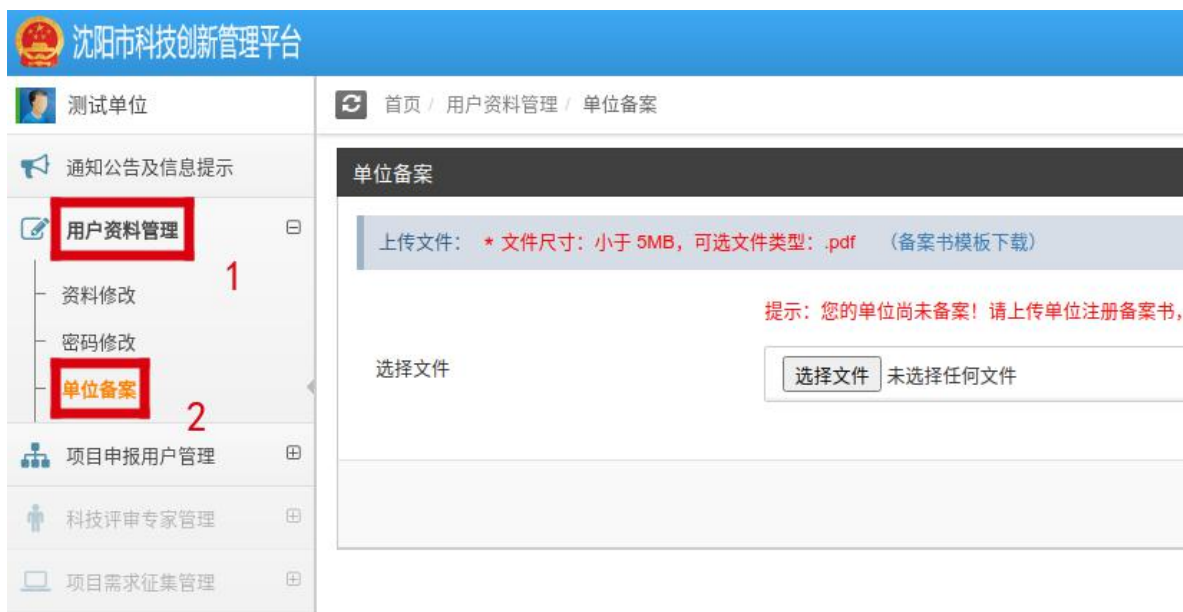 沈阳市科技创新管理平台
测试单位
首页 / 用户资料管理 / 单位备案
通知公告及信息提示
用户资料管理
1
资料修改
密码修改
单位备案
2
项目申报用户管理
科技评审专家管理
项目需求征集管理
单位备案
上传文件： * 文件尺寸：小于 5MB，可选文件类型：.pdf （备案书模板下载）
提示：您的单位尚未备案！请上传单位注册备案书，
选择文件
选择文件 未选择任何文件